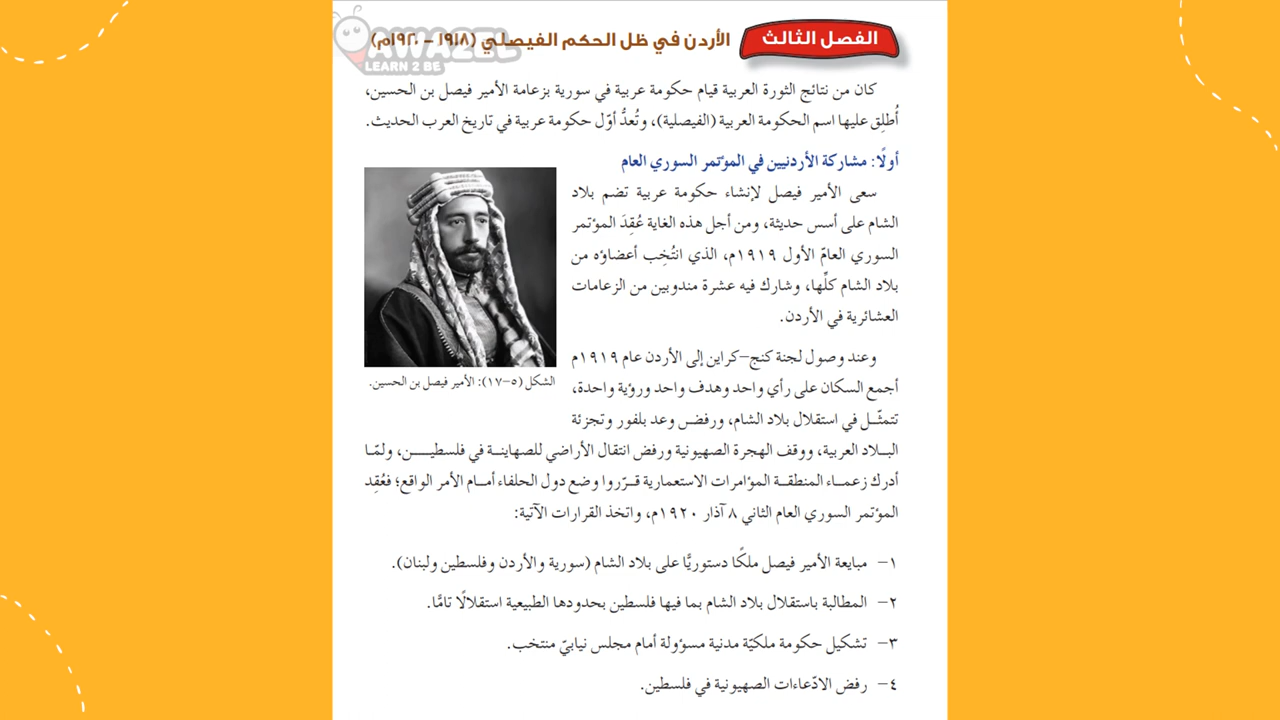 الفصل الثالث
الأردن في ظل الحكم الفيصلي (١٩١٨ – ١٩٢٠م)
AWAZEL
LEARN 2 BE
كان من نتائج الثورة العربية قيام حكومة عربية في سورية بزعامة الأمير فيصل بن الحسين،
أُطلِق عليها اسم الحكومة العربية (الفيصلية)، وتُعدُّ أوّل حكومة عربية في تاريخ العرب الحديث.
أولًا: مشاركة الأردنيين في المؤتمر السوري العام
سعى الأمير فيصل لإنشاء حكومة عربية تضم بلاد
الشام على أسس حديثة، ومن أجل هذه الغاية عُقِدَ المؤتمر
السوري العامّ الأول ١٩١٩م، الذي انتُخِب أعضاؤه من
بلاد الشام كلِّها، وشارك فيه عشرة مندوبين من الزعامات
العشائرية في الأردن.
الشكل (٥-١٧): الأمير فيصل بن الحسين.
وعند وصول لجنة كنج–كراين إلى الأردن عام ١٩١٩م
أجمع السكان على رأي واحد وهدف واحد ورؤية واحدة،
تتمثّل في استقلال بلاد الشام، ورفض وعد بلفور وتجزئة
البلاد العربية، ووقف الهجرة الصهيونية ورفض انتقال الأراضي للصهاينة في فلسطين، ولمّا
أدرك زعماء المنطقة المؤامرات الاستعمارية قرّروا وضع دول الحلفاء أمام الأمر الواقع؛ فعُقِد
المؤتمر السوري العام الثاني ٨ آذار ١٩٢٠م، واتخذ القرارات الآتية:
١– مبايعة الأمير فيصل ملكًا دستوريًّا على بلاد الشام (سورية والأردن وفلسطين ولبنان).
٢– المطالبة باستقلال بلاد الشام بما فيها فلسطين بحدودها الطبيعية استقلالًا تامًّا.
٣– تشكيل حكومة ملكيّة مدنية مسؤولة أمام مجلس نيابيّ منتخب.
٤– رفض الادّعاءات الصهيونية في فلسطين.